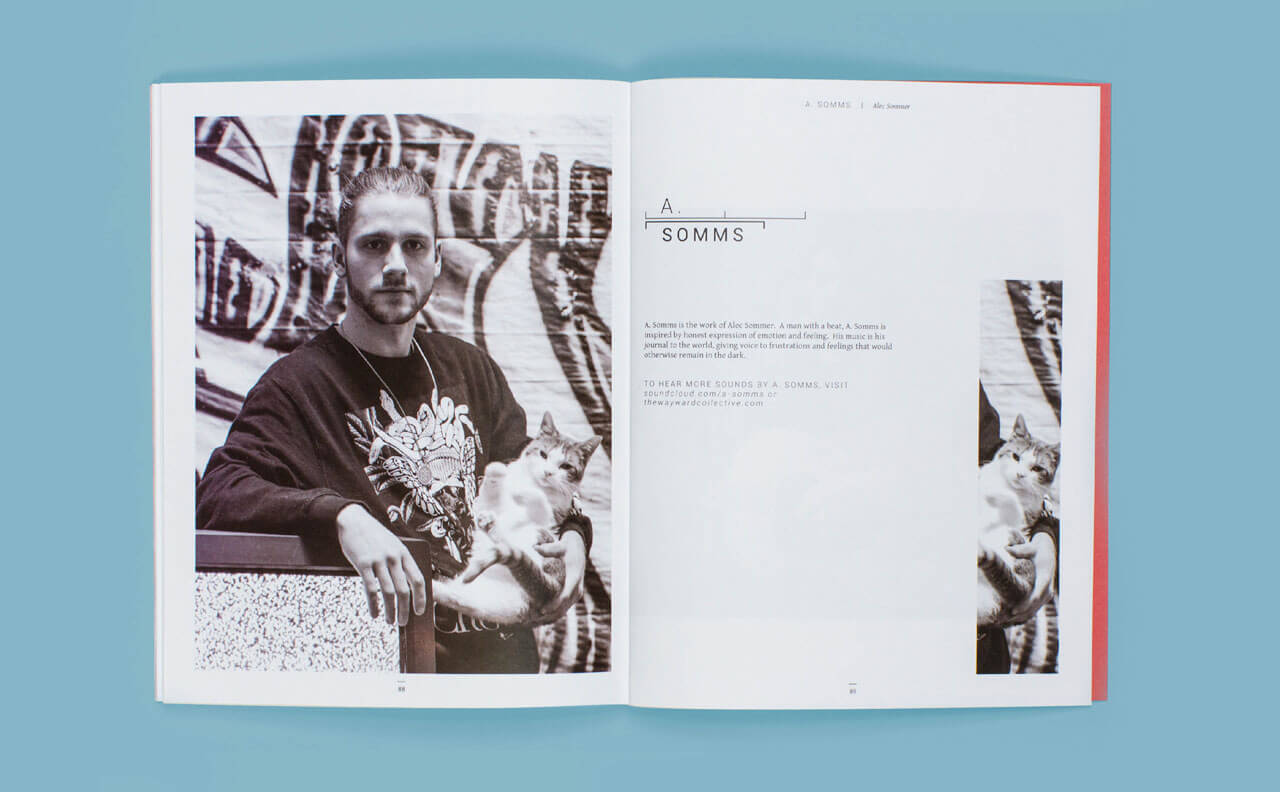 A. SOMMS | Alec Sommer
A.
SOMMS
A. Somms is the work of Alec Sommer. A man with a beat, A. Somms is
inspired by honest expression of emotion and feeling. His music is his
journal to the world, giving voice to frustrations and feelings that would
otherwise remain in the dark.
TO HEAR MORE SOUNDS BY A. SOMMS, VISIT
soundcloud.com/a-somms or
thewaywardcollective.com